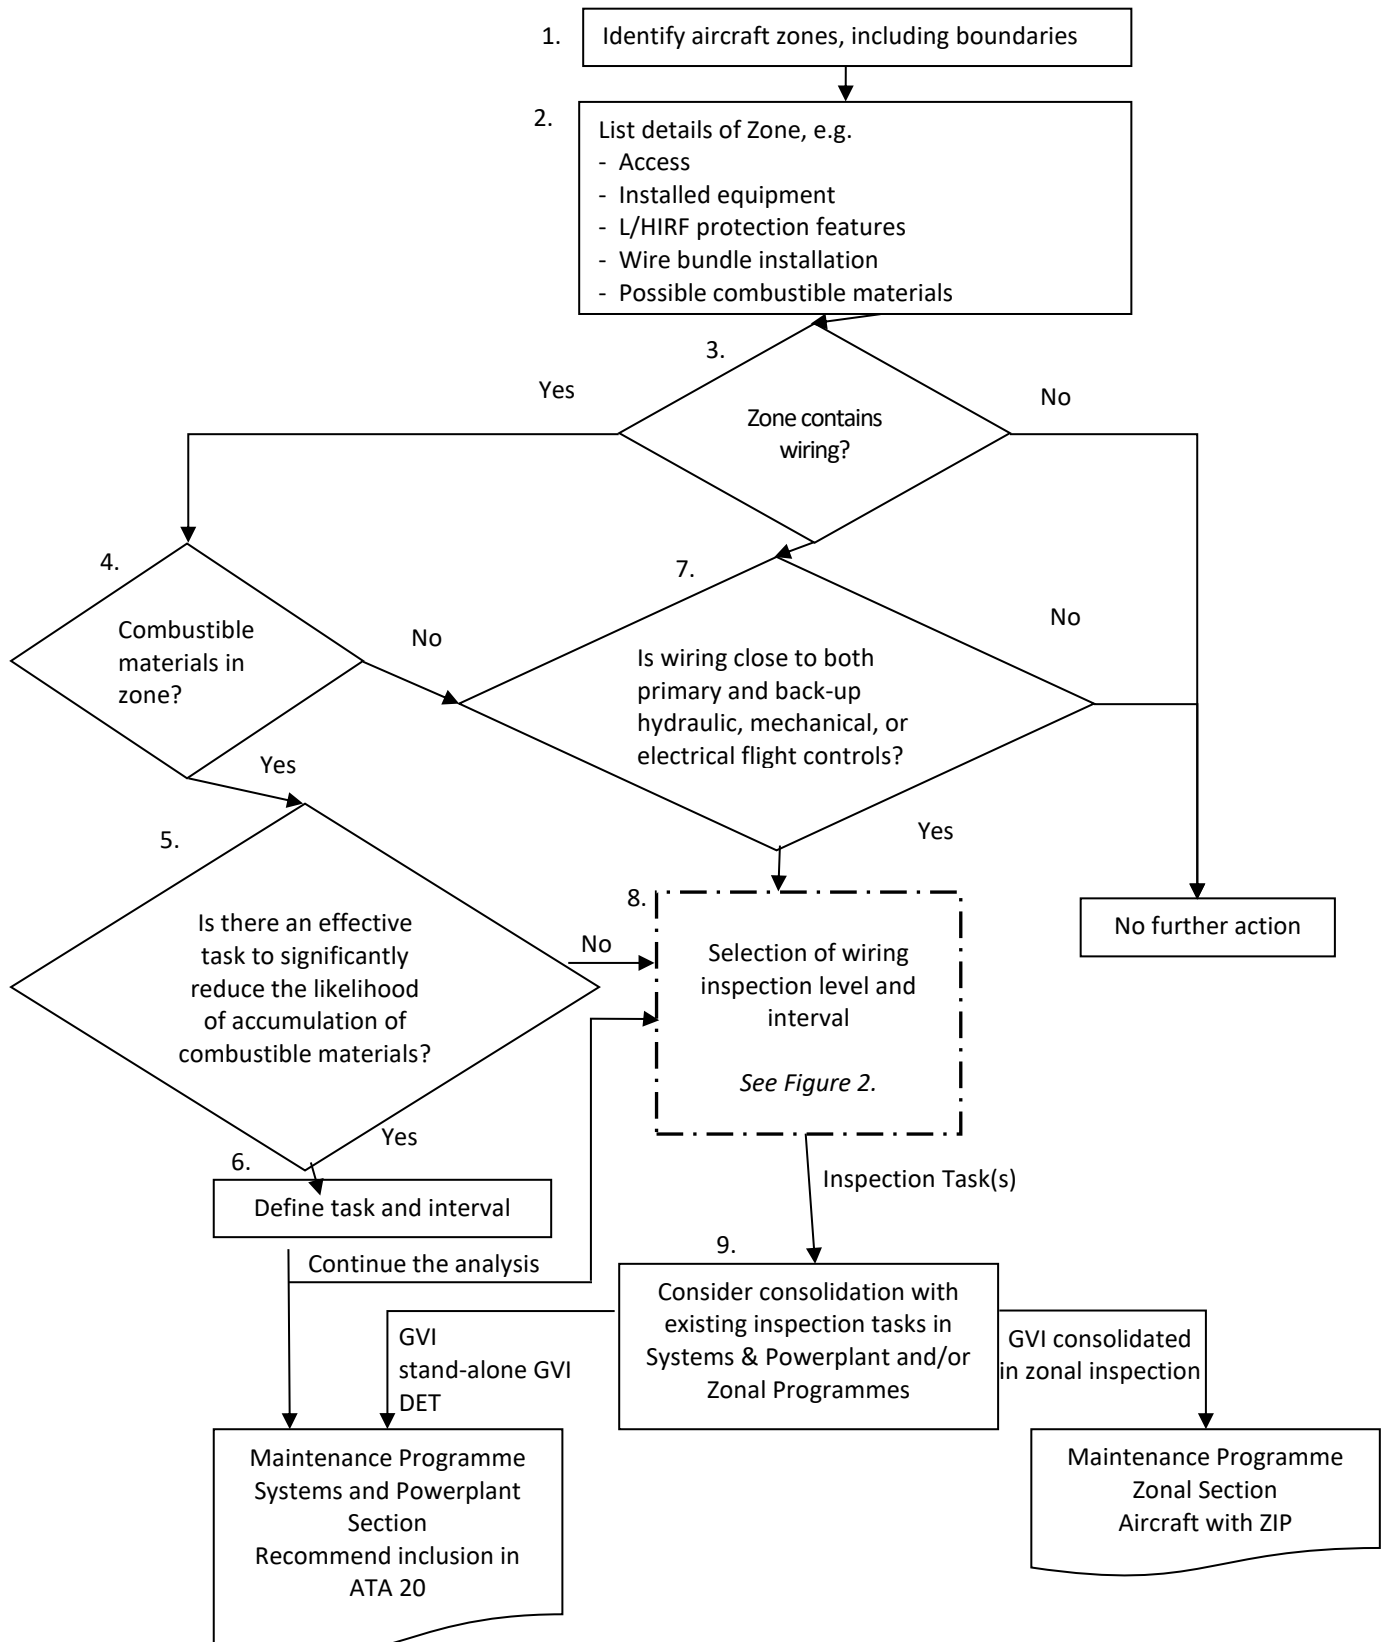 1.
Identify aircraft zones, including boundaries
2.
List details of Zone, e.g.
- Access
- Installed equipment
- L/HIRF protection features
- Wire bundle installation
- Possible combustible materials
3.
Yes
No
Zone contains
wiring?
4.
Combustible
materials in
zone?
No
7.
Is wiring close to both
primary and back-up
hydraulic, mechanical, or
electrical flight controls?
No
Yes
Yes
5.
Is there an effective
task to significantly
reduce the likelihood
of accumulation of
combustible materials?
No
8.
Selection of wiring
inspection level and
interval
See Figure 2.
No further action
Yes
6.
Define task and interval
Continue the analysis
Inspection Task(s)
9.
Consider consolidation with
existing inspection tasks in
Systems & Powerplant and/or
Zonal Programmes
GVI
stand-alone GVI
DET
GVI consolidated
in zonal inspection
Maintenance Programme
Systems and Powerplant
Section
Recommend inclusion in
ATA 20
Maintenance Programme
Zonal Section
Aircraft with ZIP